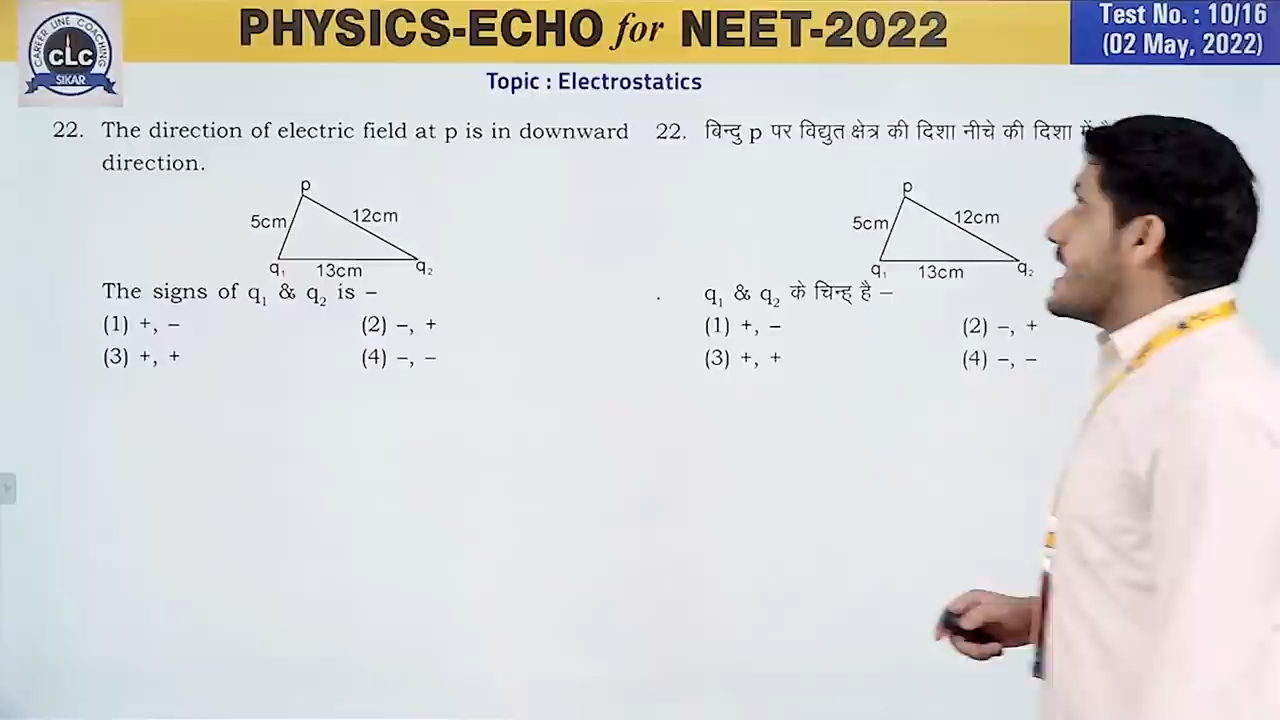 CAREER LINE COACHING
CLC
SIKAR
PHYSICS-ECHO for NEET-2022
Test No. : 10/16
(02 May, 2022)
Topic : Electrostatics
22. The direction of electric field at p is in downward
direction.
p
5cm
12cm
q₁
13cm
q₂
The signs of q₁ & q₂ is –
(1) +, – (2) –, +
(3) +, + (4) –, –
22. बिन्दु p पर विद्युत क्षेत्र की दिशा नीचे की दिशा में
p
5cm
12cm
q₁
13cm
q₂
q₁ & q₂ के चिन्ह् है –
(1) +, – (2) –, +
(3) +, + (4) –, –